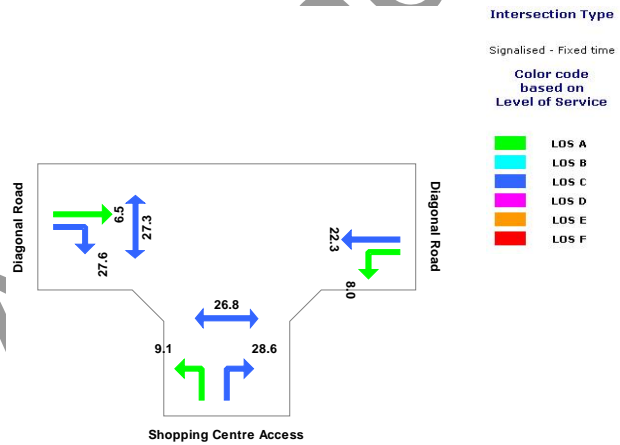 Intersection Type
Signalised - Fixed time
Color code
based on
Level of Service
LOS A
LOS B
LOS C
LOS D
LOS E
LOS F
Diagonal Road
6.5
27.3
27.6
22.3
8.0
Diagonal Road
26.8
9.1
28.6
Shopping Centre Access